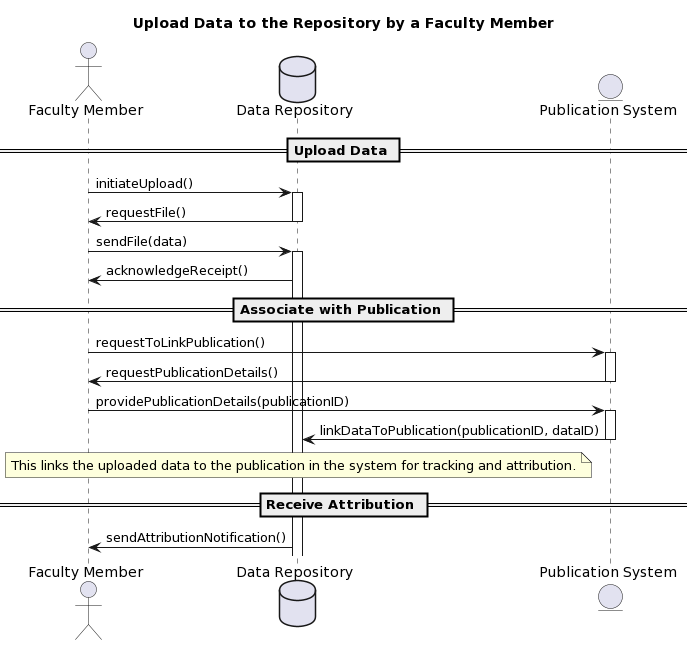 Upload Data to the Repository by a Faculty Member
Faculty Member
Data Repository
Publication System
Upload Data
initiateUpload()
requestFile()
sendFile(data)
acknowledgeReceipt()
Associate with Publication
requestToLinkPublication()
requestPublicationDetails()
providePublicationDetails(publicationID)
linkDataToPublication(publicationID, dataID)
This links the uploaded data to the publication in the system for tracking and attribution.
Receive Attribution
sendAttributionNotification()
Faculty Member
Data Repository
Publication System